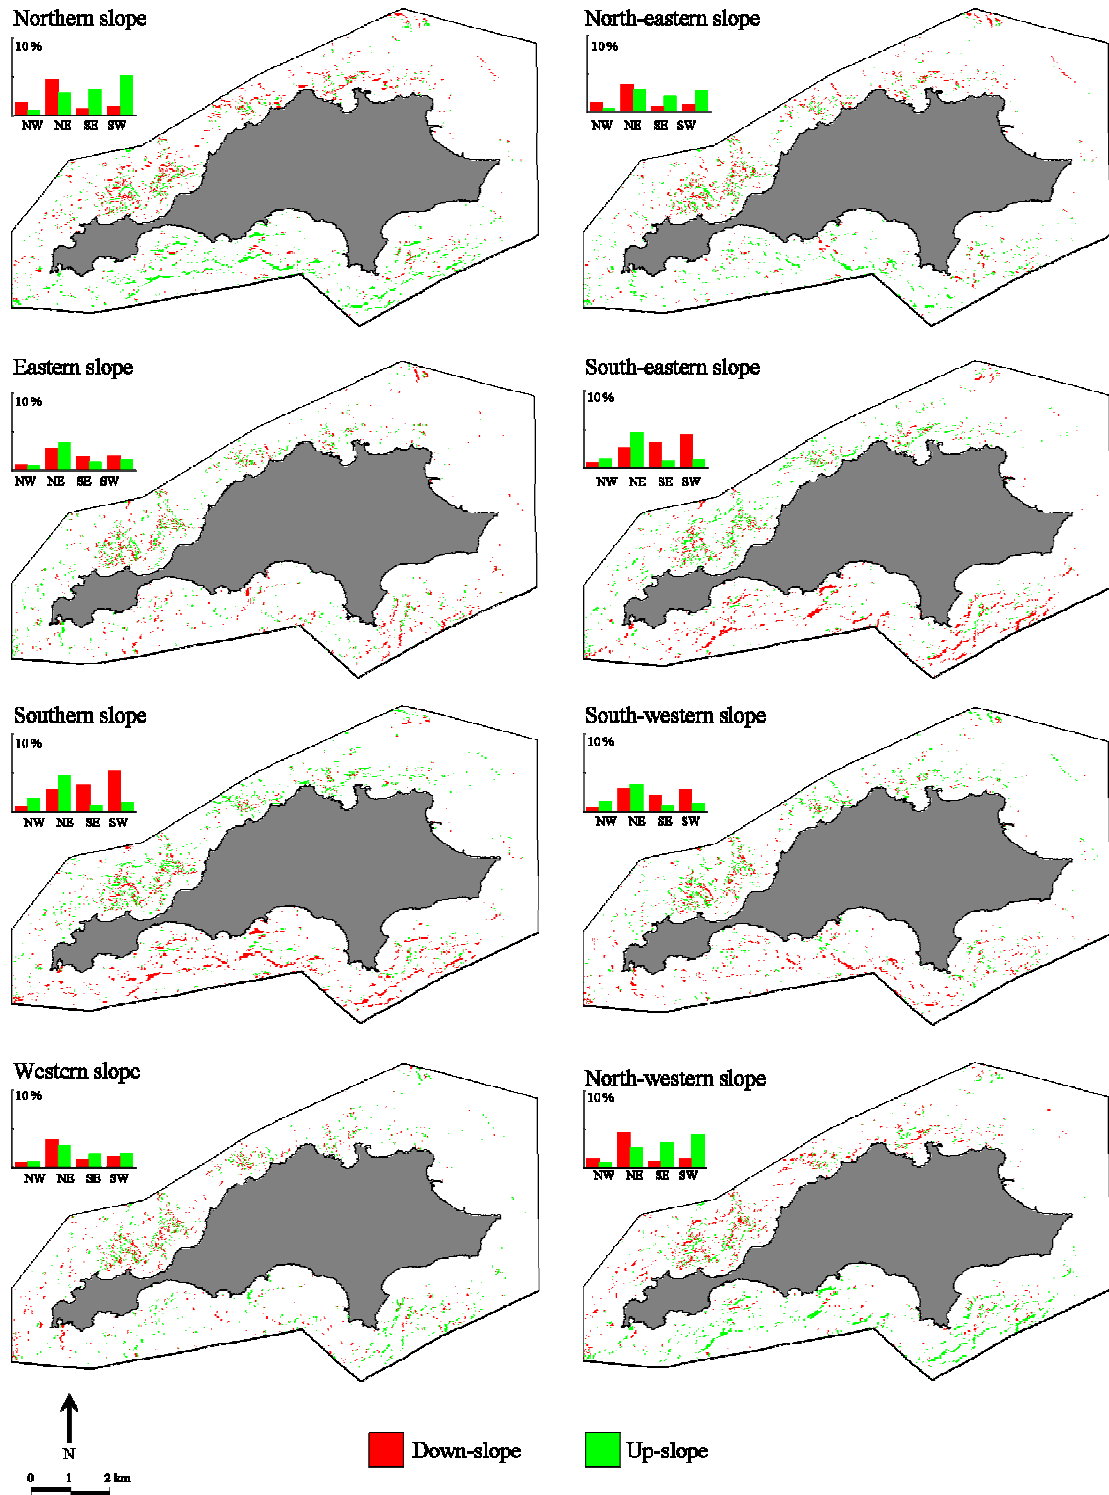 Northern slope
10%
NW NE SE SW
North-eastern slope
10%
NW NE SE SW
Eastern slope
10%
NW NE SE SW
South-eastern slope
10%
NW NE SE SW
Southern slope
10%
NW NE SE SW
South-western slope
10%
NW NE SE SW
Western slope
10%
NW NE SE SW
North-western slope
10%
NW NE SE SW
N
0 1 2 km
Down-slope
Up-slope